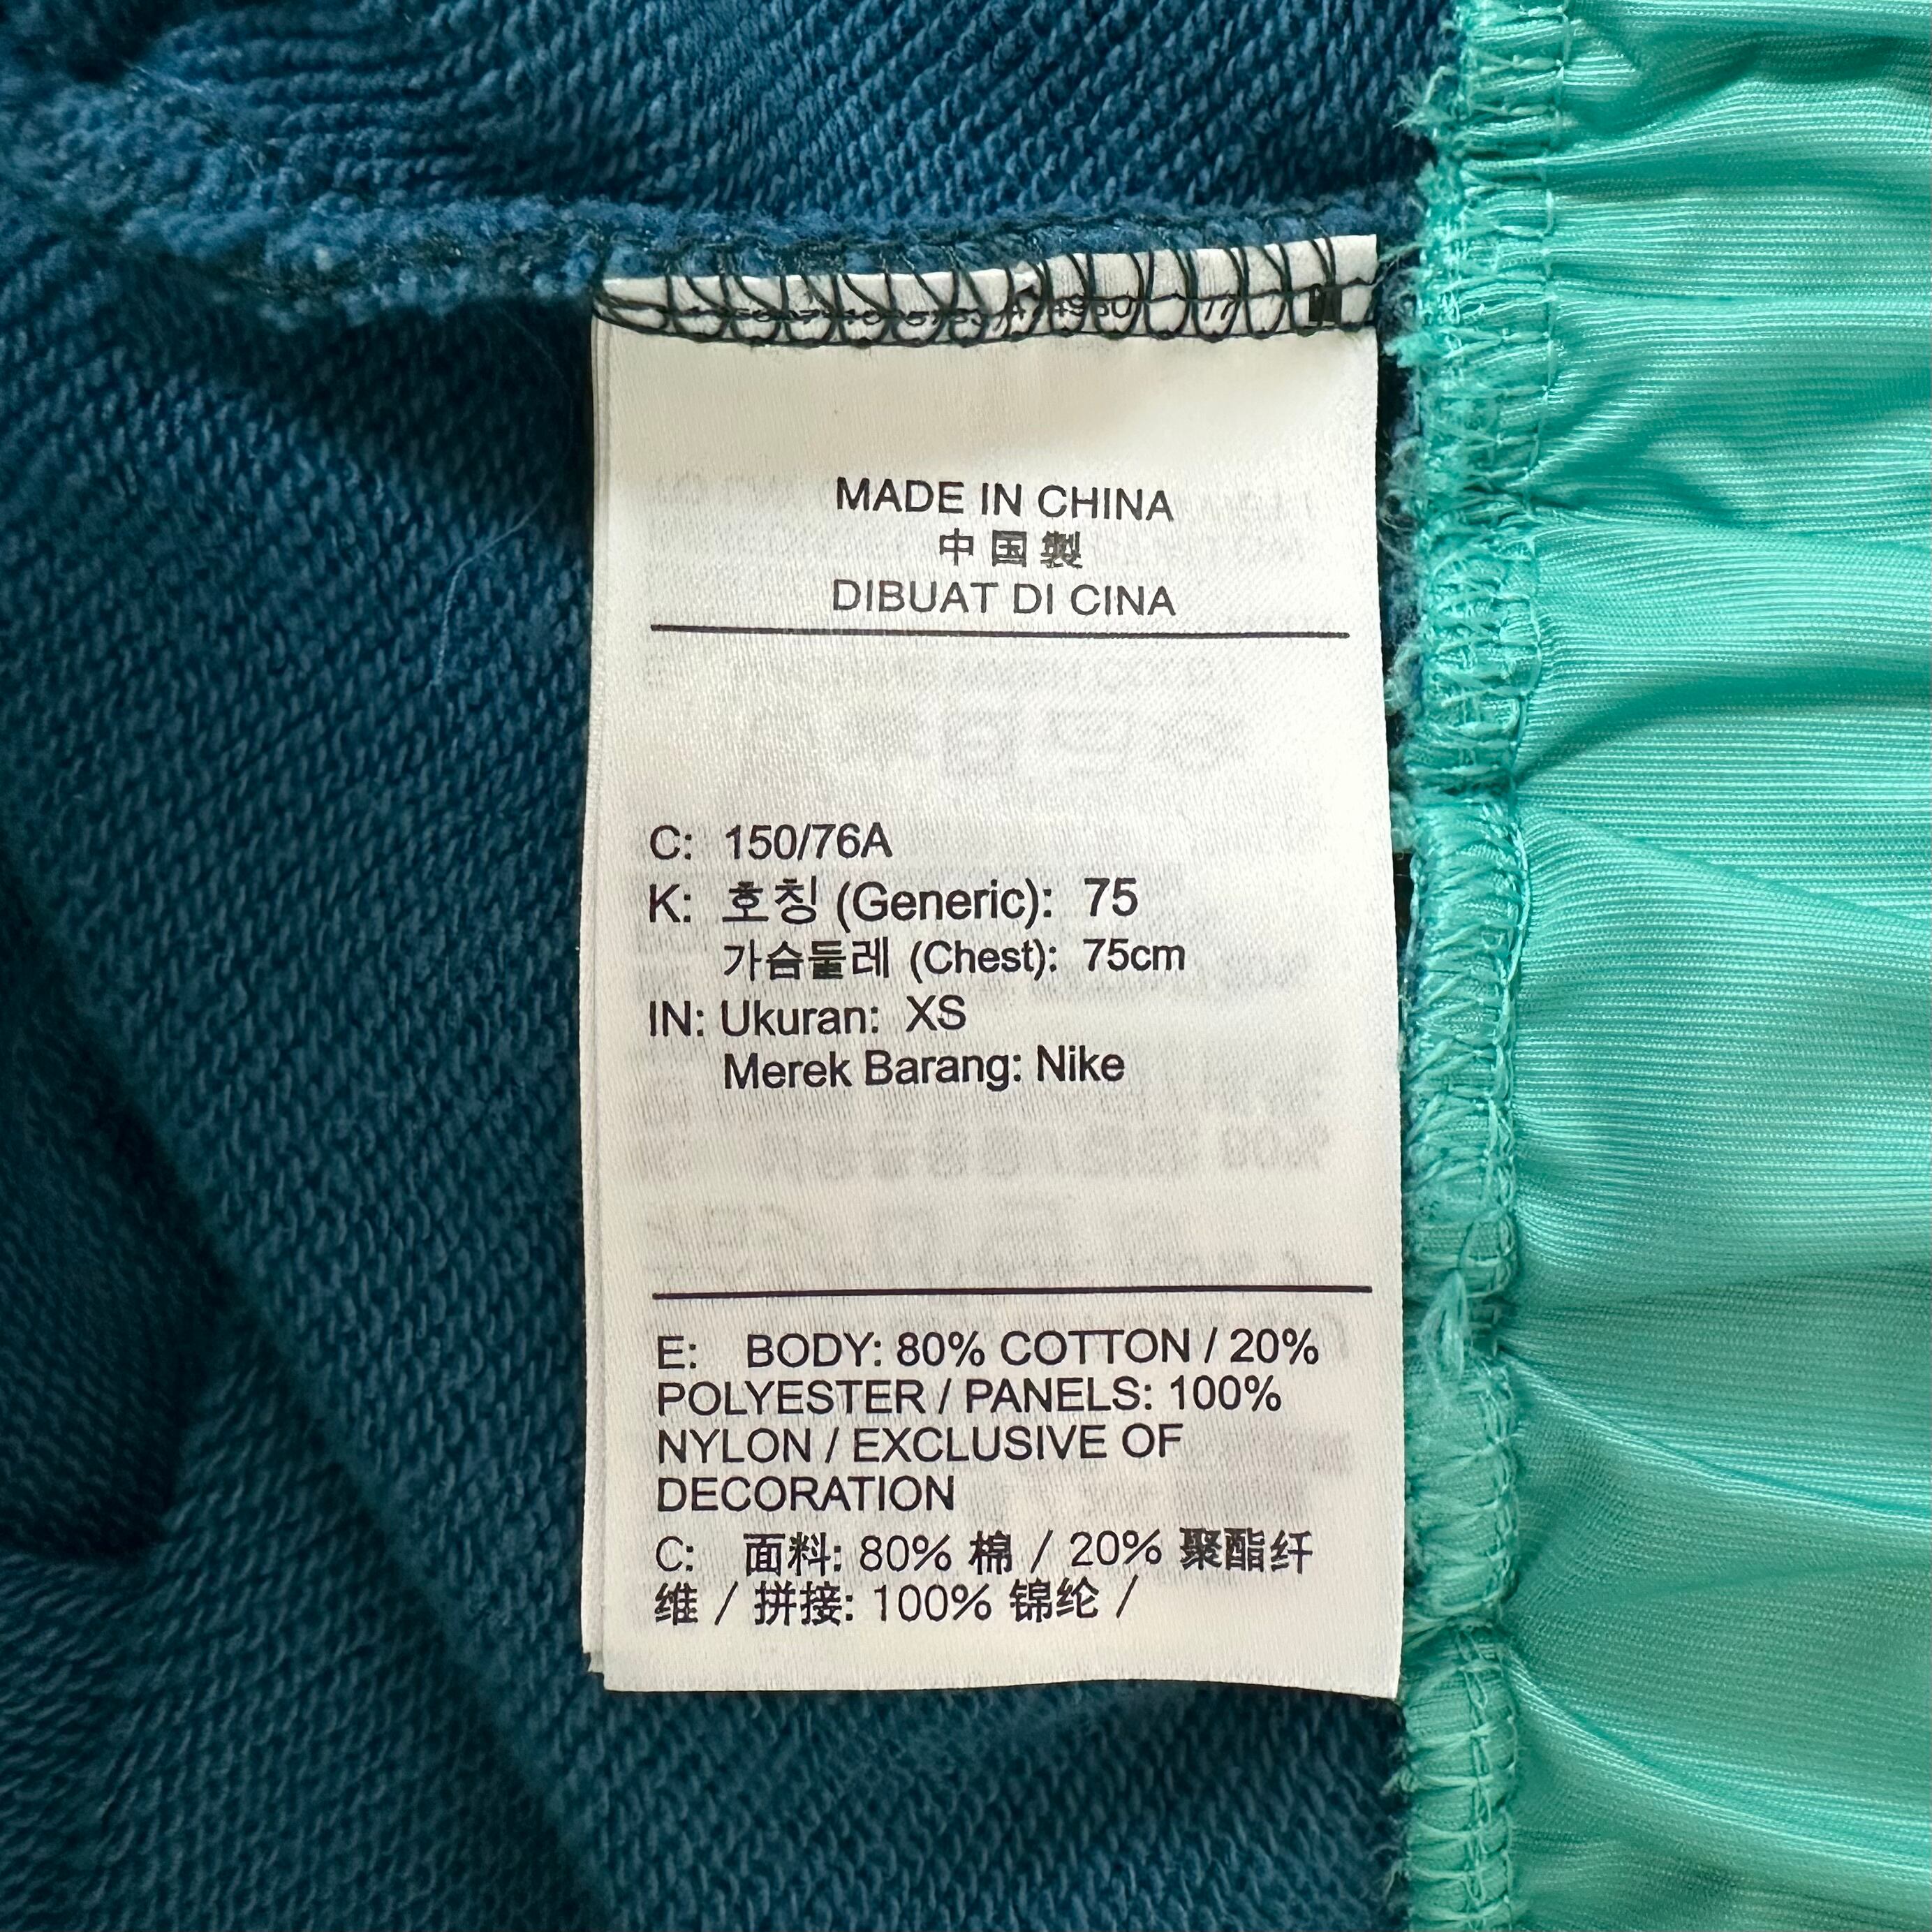 MADE IN CHINA
中国製
DIBUAT DI CINA
C: 150/76A
K: 호칭 (Generic): 75
가슴둘레 (Chest): 75cm
IN: Ukuran: XS
Merek Barang: Nike
E: BODY: 80% COTTON / 20%
POLYESTER / PANELS: 100%
NYLON / EXCLUSIVE OF
DECORATION
C: 面料: 80% 棉 / 20% 聚酯纤
维 / 拼接: 100% 锦纶 /